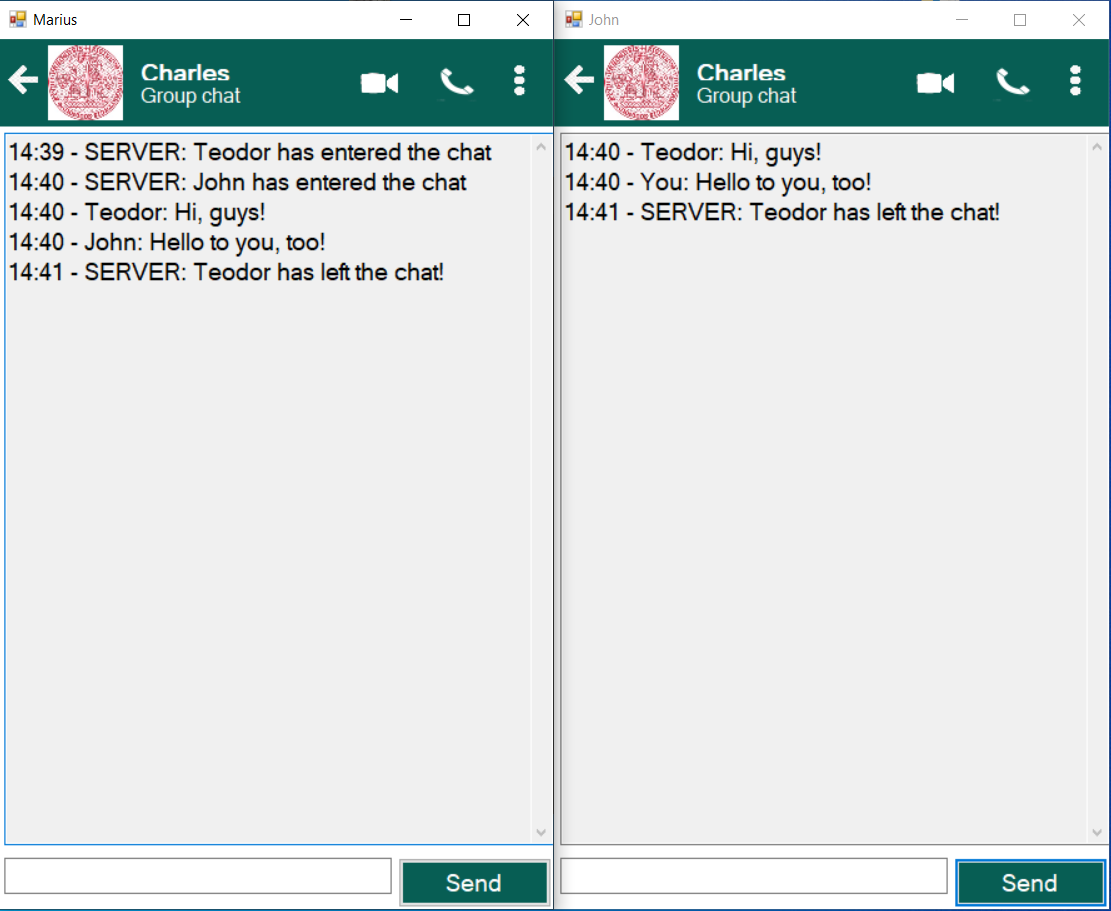 Marius
Charles
Group chat
14:39 - SERVER: Teodor has entered the chat
14:40 - SERVER: John has entered the chat
14:40 - Teodor: Hi, guys!
14:40 - John: Hello to you, too!
14:41 - SERVER: Teodor has left the chat!
Send
John
Charles
Group chat
14:40 - Teodor: Hi, guys!
14:40 - You: Hello to you, too!
14:41 - SERVER: Teodor has left the chat!
Send